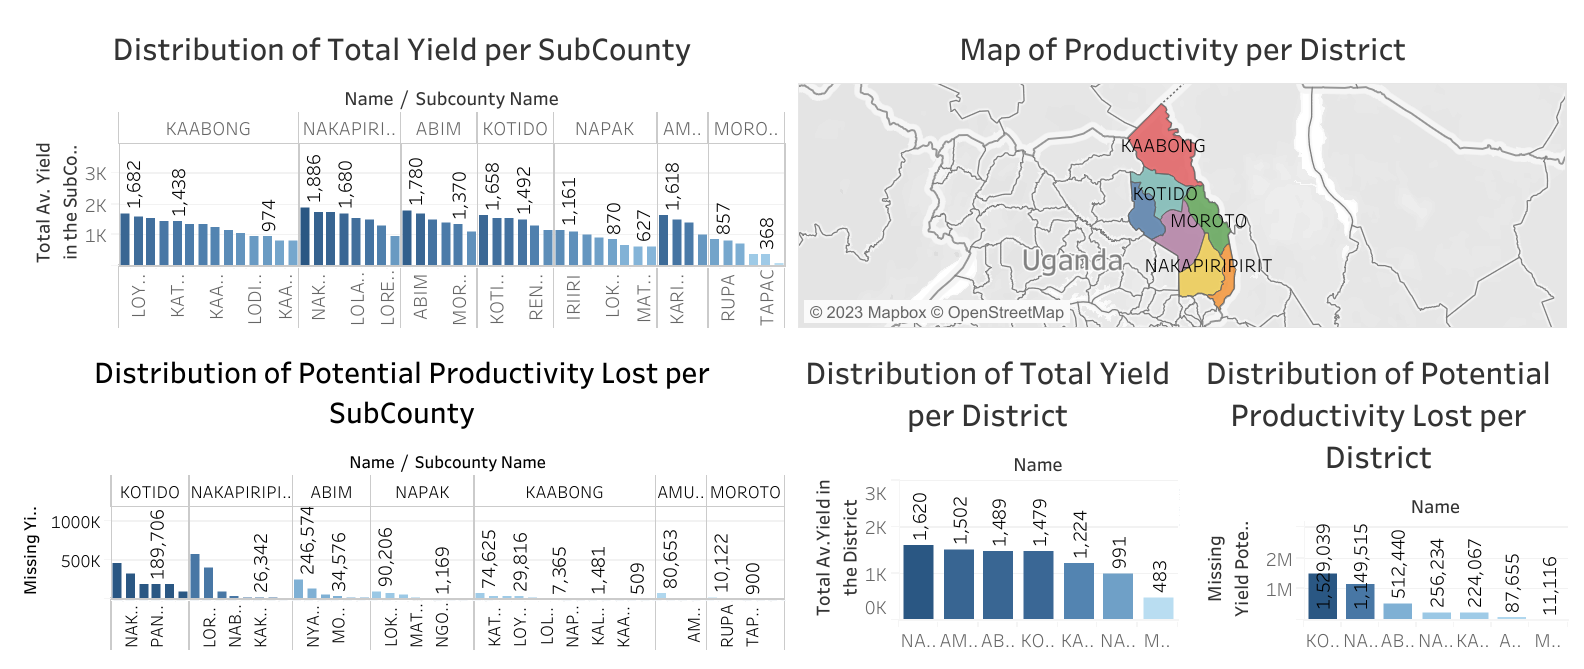 Distribution of Total Yield per SubCounty
Name / Subcounty Name
KAABONG NAKAPIRI.. ABIM KOTIDO NAPAK AM.. MORO..
Total Av. Yield
in the SubCo..
3K
2K
1K
1,682 1,438 974 1,886 1,680 1,780 1,370 1,658 1,492 1,161 870 627 1,618 857 368
LOY.. KAT.. KAA.. LODI.. KAA.. NAK.. LOLA.. LORE.. ABIM MOR.. KOTI.. REN.. IRIIRI LOK.. MAT.. KARI.. RUPA TAPAC
Map of Productivity per District
KAABONG
KOTIDO
MOROTO
NAKAPIRIPIRIT
Uganda
© 2023 Mapbox © OpenStreetMap
Distribution of Potential Productivity Lost per
SubCounty
Name / Subcounty Name
KOTIDO NAKAPIRIPI.. ABIM NAPAK KAABONG AMU.. MOROTO
Missing Yi..
1000K
500K
189,706 26,342 246,574 34,576 90,206 1,169 74,625 29,816 7,365 1,481 509 80,653 10,122 900
NAK.. PAN.. LOR.. NAB.. KAK.. NYA.. MO.. LOK.. MAT.. NGO.. KAT.. LOY.. LOL.. NAP.. KAL.. KAA.. AM.. RUPA TAP..
Distribution of Total Yield
per District
Name
Total Av.Yield in
the District
3K
2K
1K
0K
1,620 1,502 1,489 1,479 1,224 991 483
NA.. AM.. AB.. KO.. KA.. NA.. M..
Distribution of Potential
Productivity Lost per
District
Name
Missing
Yield Pote..
2M
1M
1,529,039 1,149,515 512,440 256,234 224,067 87,655 11,116
KO.. NA.. AB.. NA.. KA.. A.. M..